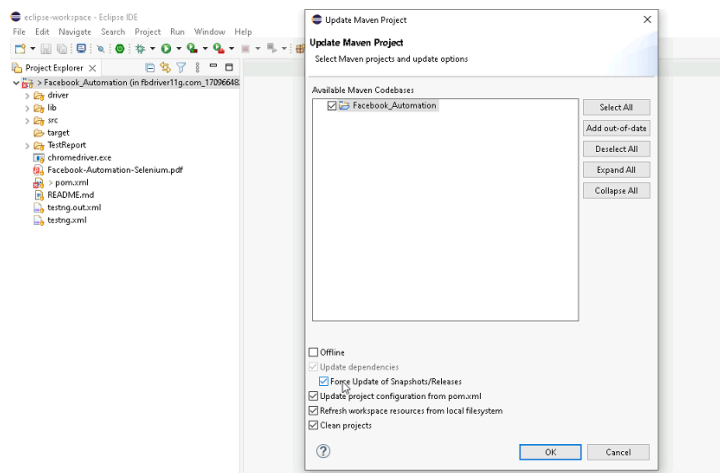 eclipse-workspace - Eclipse IDE
File Edit Navigate Search Project Run Window Help
Project Explorer
> Facebook_Automation (in fbdriver11g.com_17096648
driver
lib
src
target
TestReport
chromedriver.exe
Facebook-Automation-Selenium.pdf
> pom.xml
README.md
testng.out.xml
testng.xml
Update Maven Project
Update Maven Project
Select Maven projects and update options
Available Maven Codebases
Facebook_Automation
Select All
Add out-of-date
Deselect All
Expand All
Collapse All
Offline
Update dependencies
Force Update of Snapshots/Releases
Update project configuration from pom.xml
Refresh workspace resources from local filesystem
Clean projects
?
OK Cancel